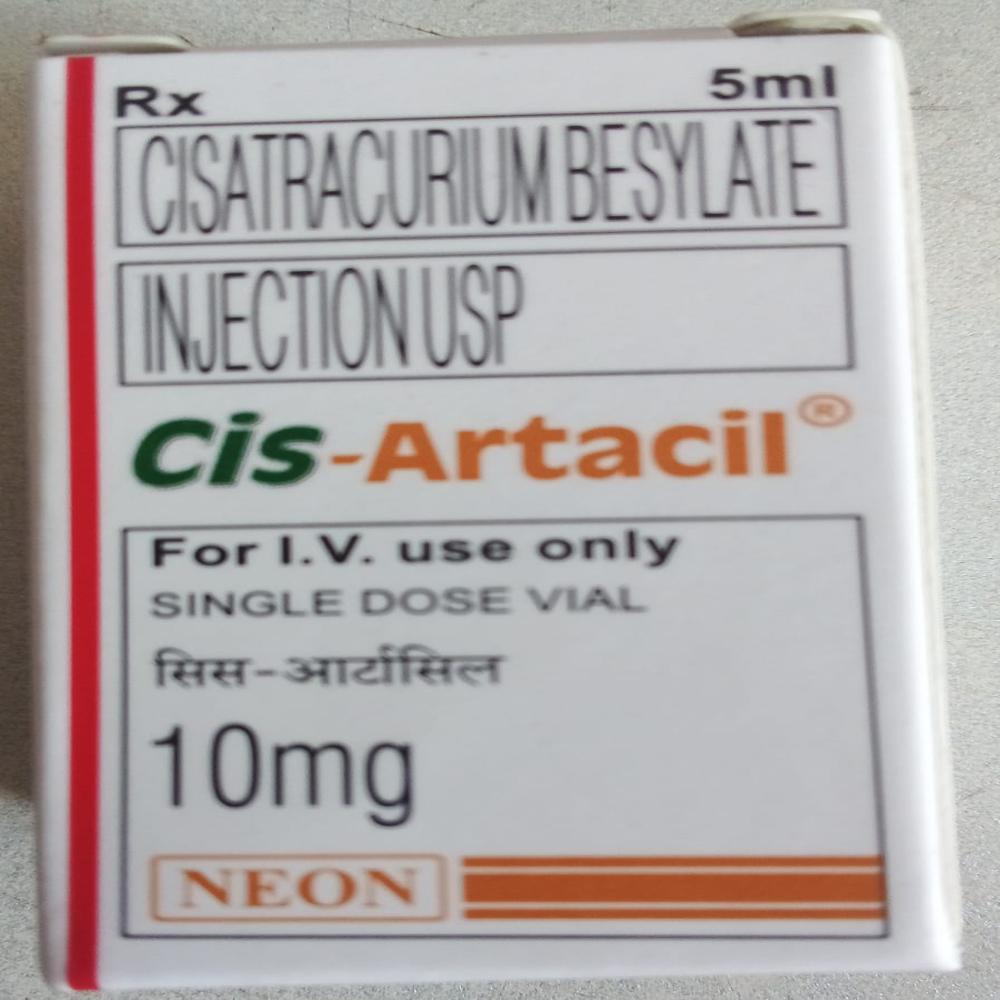 Rx 5ml
CISATRACURIUM BESYLATE
INJECTION USP
Cis-Artacil®
For I.V. use only
SINGLE DOSE VIAL
सिस-आर्टासिल
10mg
NEON